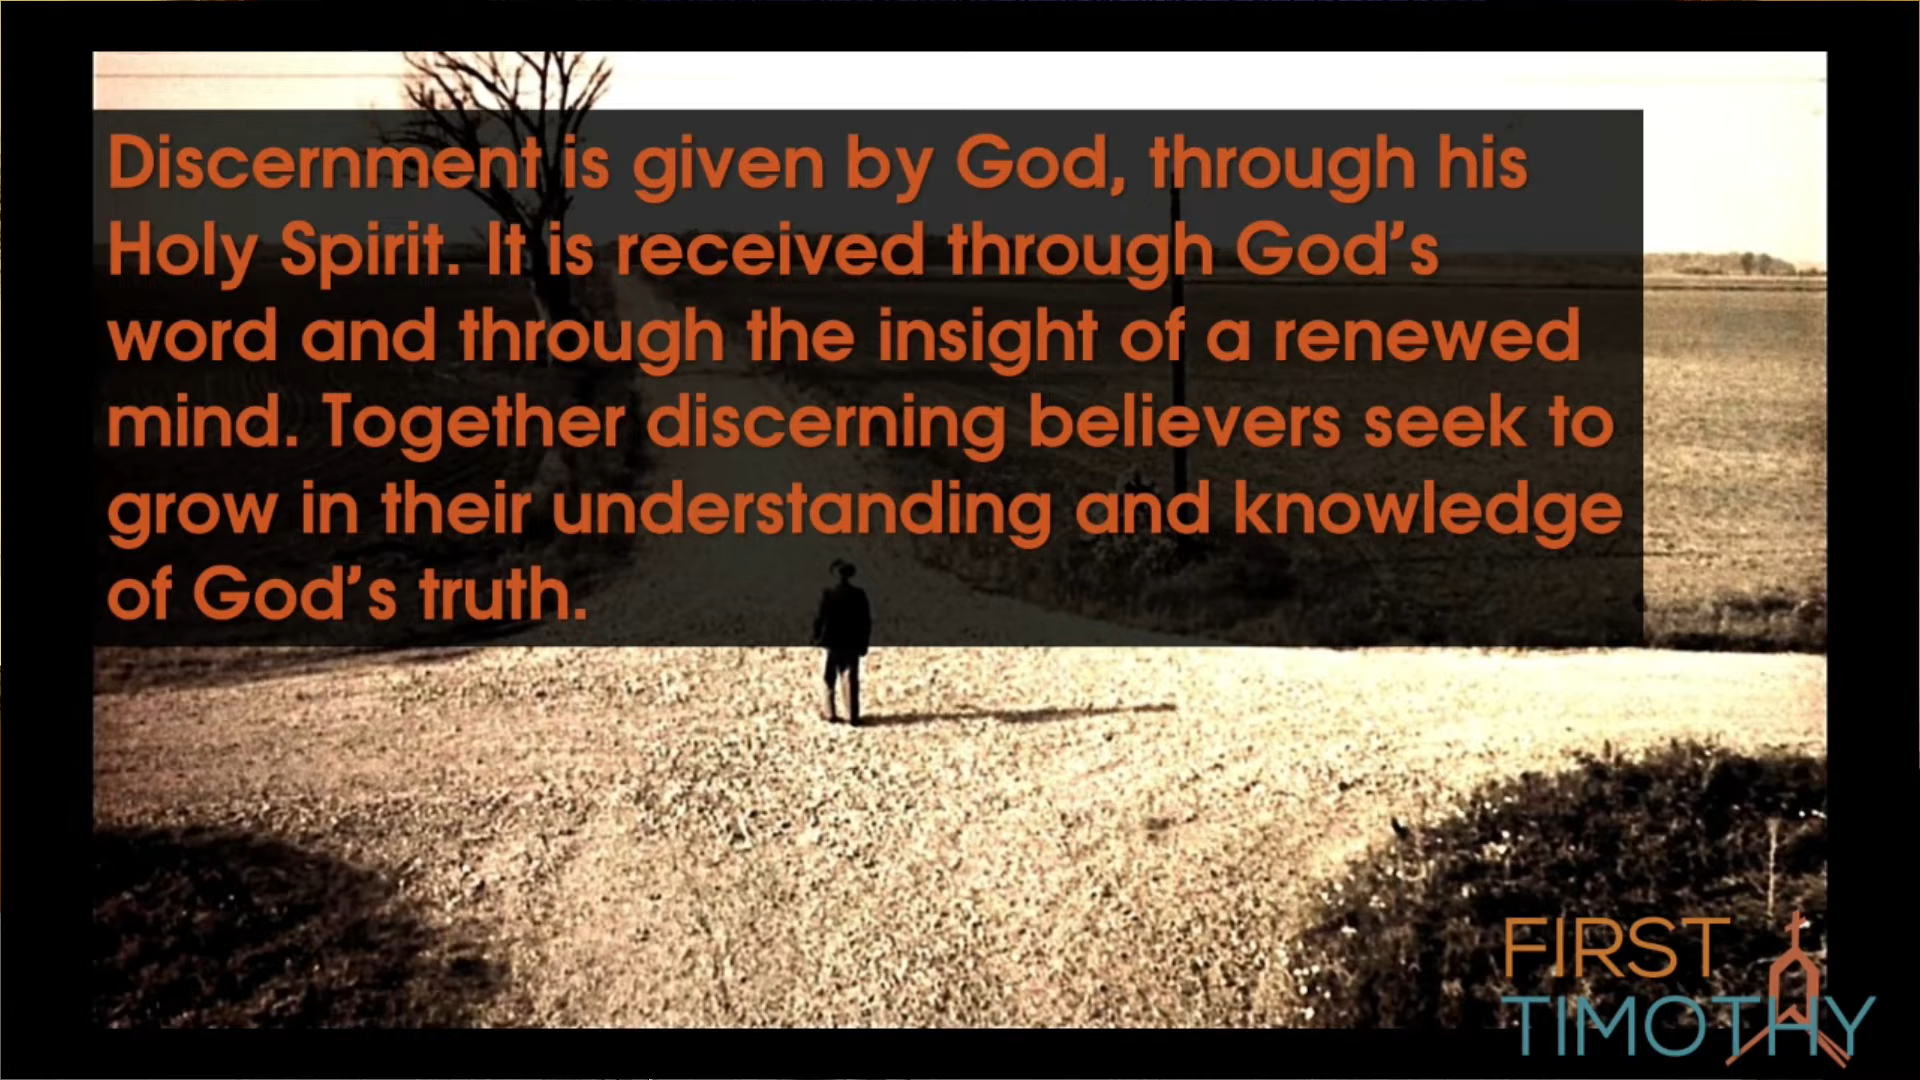 Discernment is given by God, through his
Holy Spirit. It is received through God’s
word and through the insight of a renewed
mind. Together discerning believers seek to
grow in their understanding and knowledge
of God’s truth.
FIRST
TIMOTHY